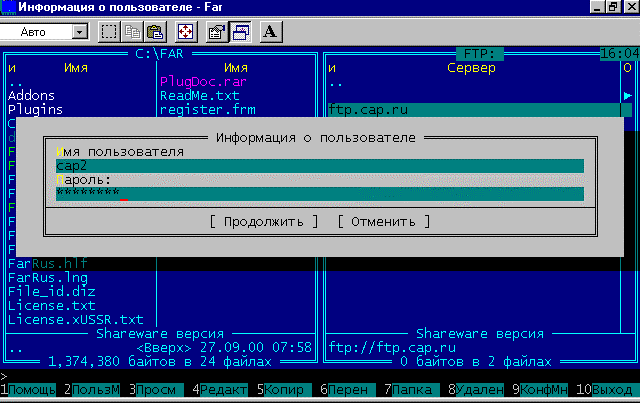 Информация о пользователе - Far
Авто
A
C:\FAR
FTP:
16:04
и Имя Имя
и Сервер О
.. PlugDoc.rar
..
Addons ReadMe.txt
Plugins register.frm
ftp.cap.ru
Информация о пользователе
Имя пользователя
cap2
Пароль:
********
[ Продолжить ] [ Отменить ]
FarRus.hlf
FarRus.lng
File_id.diz
License.txt
License.xUSSR.txt
Shareware версия
Shareware версия
.. <Вверх> 27.09.00 07:58
ftp://ftp.cap.ru
1,374,380 байтов в 24 файлах
0 байтов в 2 файлах
>
1Помощь 2ПользМ 3Просм 4Редакт 5Копир 6Перен 7Папка 8Удален 9КонфМн 10Выход